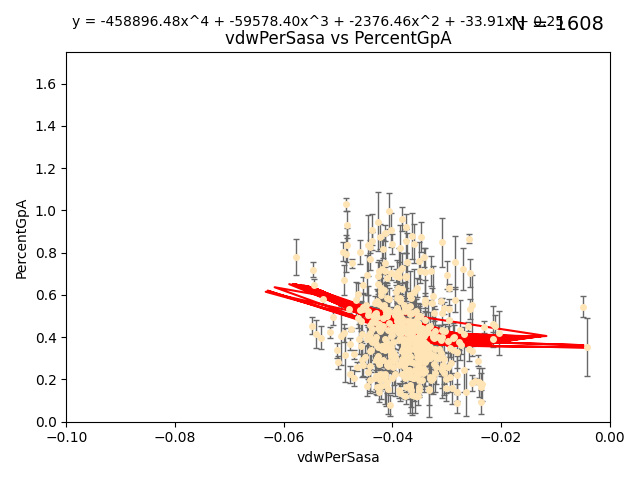 y = -458896.48x^4 + -59578.40x^3 + -2376.46x^2 + -33.91x + 0.25
N = 1608
vdwPerSasa vs PercentGpA
1.6
1.4
1.2
1.0
0.8
0.6
0.4
0.2
0.0
PercentGpA
−0.10 −0.08 −0.06 −0.04 −0.02 0.00
vdwPerSasa